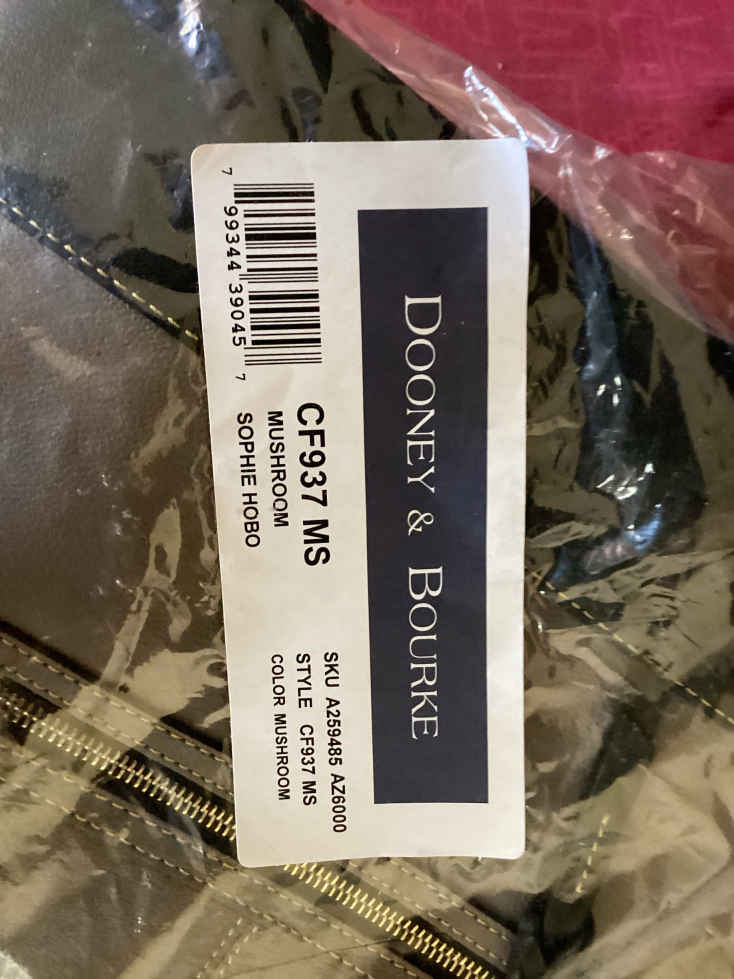 DOONEY & BOURKE
7 99344 39045 7
CF937 MS
MUSHROOM
SOPHIE HOBO
SKU A259485 AZ6000
STYLE CF937 MS
COLOR MUSHROOM